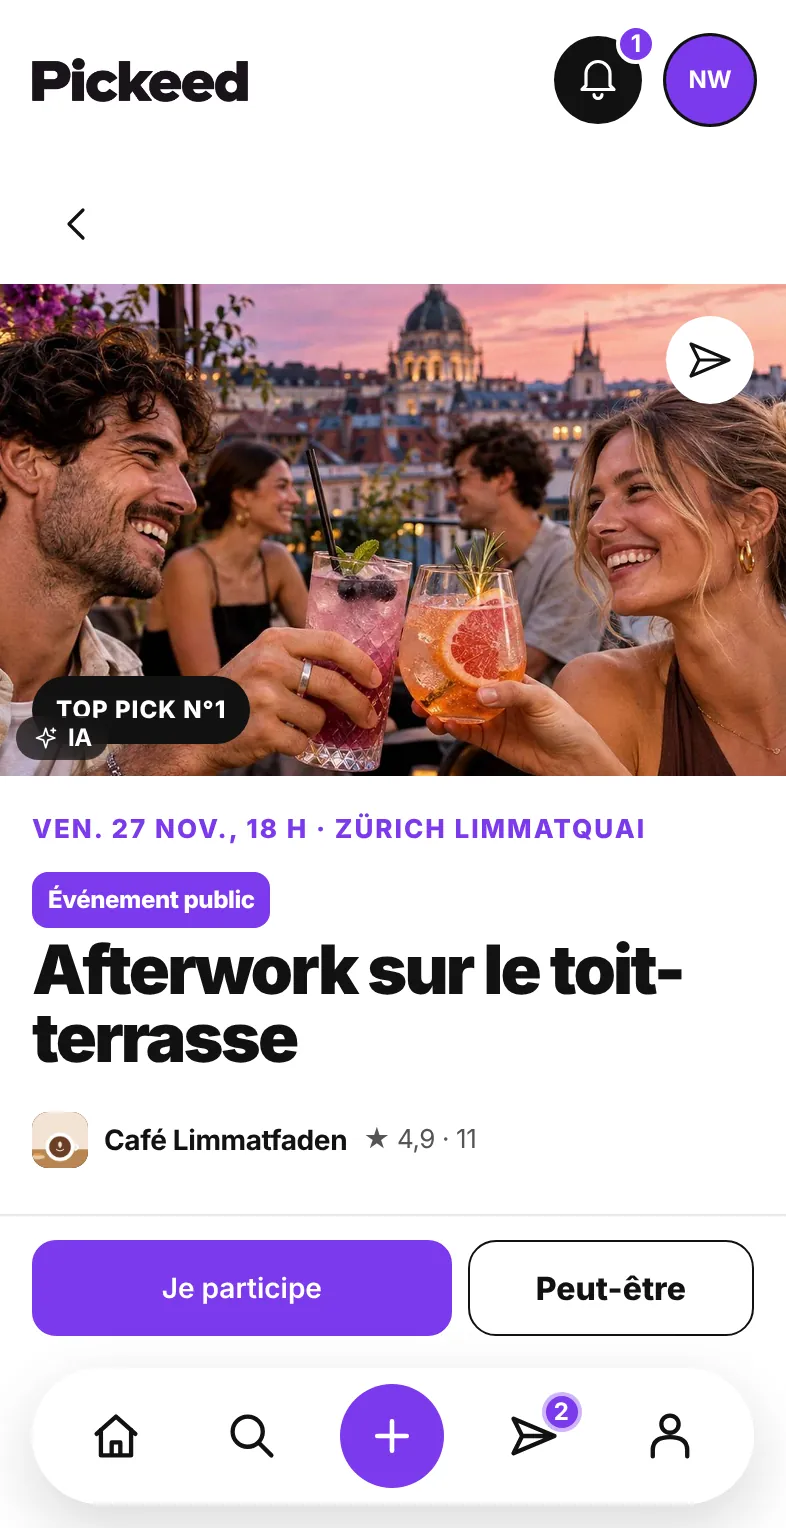 Pickeed
1
NW
TOP PICK N°1
IA
VEN. 27 NOV., 18 H · ZÜRICH LIMMATQUAI
Événement public
Afterwork sur le toit-
terrasse
Café Limmatfaden ★ 4,9 · 11
Je participe
Peut-être
2